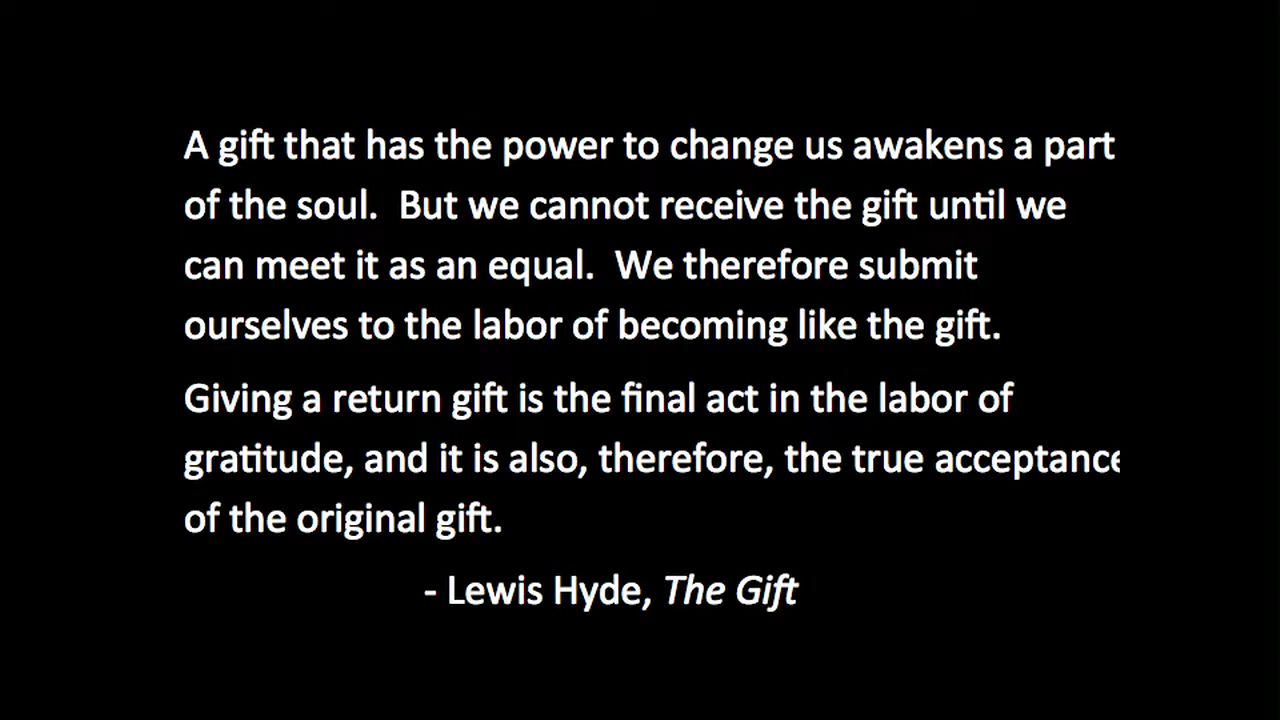 A gift that has the power to change us awakens a part
of the soul.  But we cannot receive the gift until we
can meet it as an equal.  We therefore submit
ourselves to the labor of becoming like the gift.
Giving a return gift is the final act in the labor of
gratitude, and it is also, therefore, the true acceptance
of the original gift.
- Lewis Hyde, The Gift